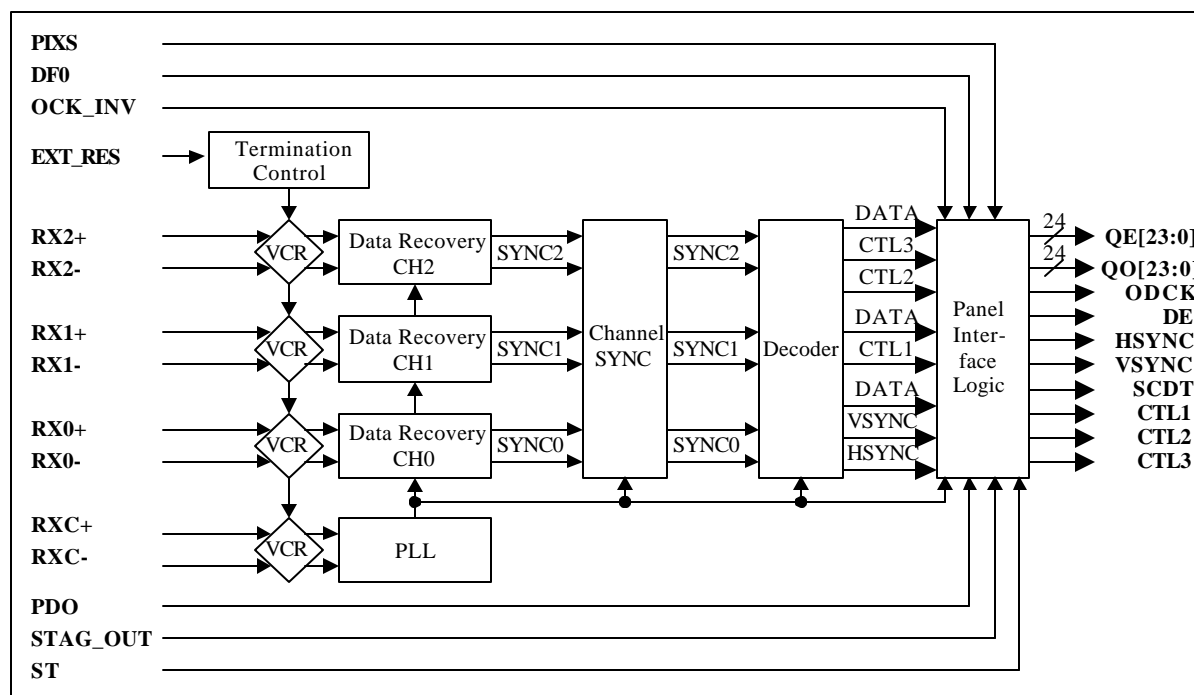 PIXS
DF0
OCK_INV
EXT_RES
Termination
Control
RX2+
RX2-
VCR
Data Recovery
CH2
SYNC2
SYNC2
DATA
CTL3
CTL2
24
QE[23:0]
24
QO[23:0]
ODCK
DE
HSYNC
VSYNC
SCDT
CTL1
CTL2
CTL3
RX1+
RX1-
VCR
Data Recovery
CH1
SYNC1
Channel
SYNC
SYNC1
Decoder
DATA
CTL1
Panel
Inter-
face
Logic
RX0+
RX0-
VCR
Data Recovery
CH0
SYNC0
SYNC0
DATA
VSYNC
HSYNC
RXC+
RXC-
VCR
PLL
PDO
STAG_OUT
ST